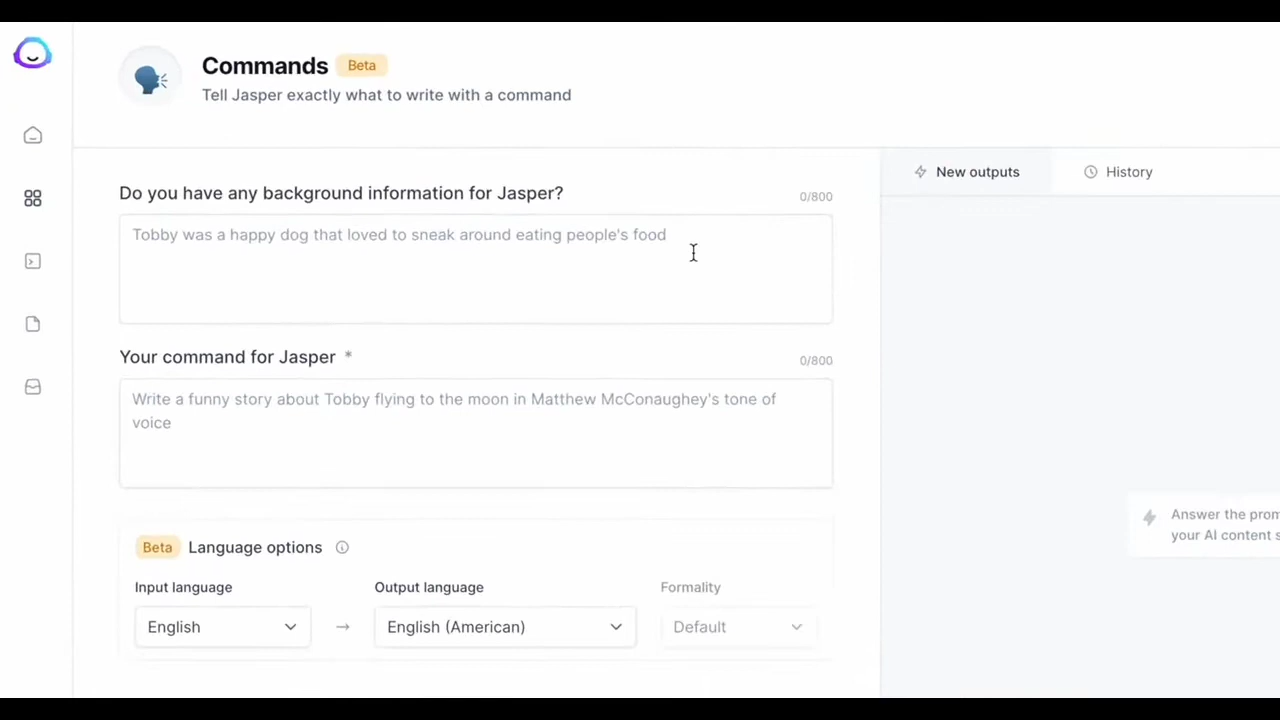 Commands
Beta
Tell Jasper exactly what to write with a command
Do you have any background information for Jasper?
0/800
Tobby was a happy dog that loved to sneak around eating people's food
Your command for Jasper *
0/800
Write a funny story about Tobby flying to the moon in Matthew McConaughey's tone of
voice
Beta
Language options
Input language
Output language
Formality
English
→
English (American)
Default
New outputs
History
Answer the prom
your AI content s